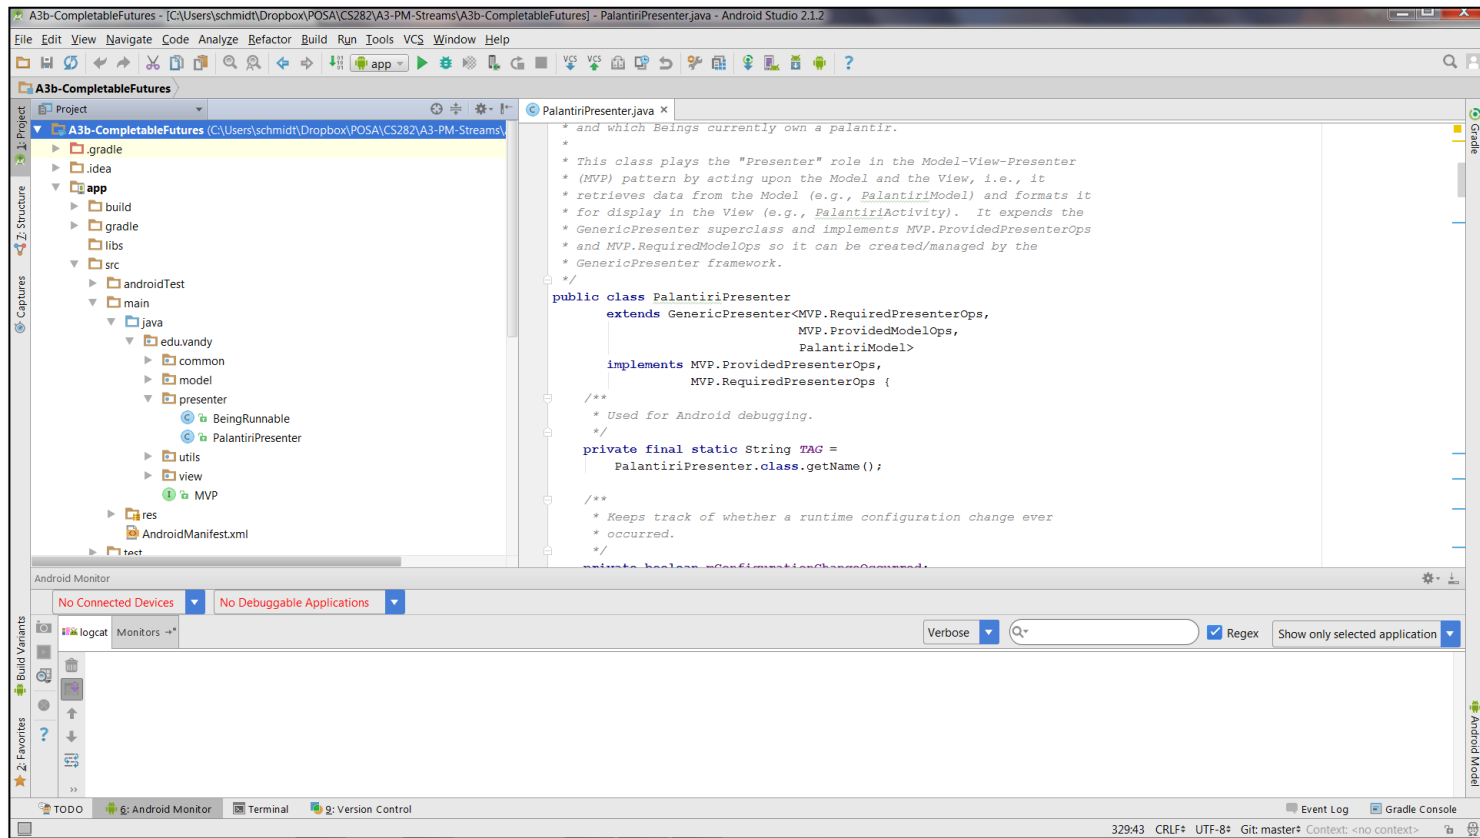 A3b-CompletableFutures - [C:\Users\schmidt\Dropbox\POSA\CS282\A3-PM-Streams\A3b-CompletableFutures] - PalantiriPresenter.java - Android Studio 2.1.2
File Edit View Navigate Code Analyze Refactor Build Run Tools VCS Window Help
app
VCS VCS
A3b-CompletableFutures
Project
PalantiriPresenter.java
1: Project
Z: Structure
Captures
Build Variants
2: Favorites
A3b-CompletableFutures (C:\Users\schmidt\Dropbox\POSA\CS282\A3-PM-Streams\
.gradle
.idea
app
build
gradle
libs
src
androidTest
main
java
edu.vandy
common
model
presenter
BeingRunnable
PalantiriPresenter
utils
view
MVP
res
AndroidManifest.xml
test
* and which Beings currently own a palantir.
*
* This class plays the "Presenter" role in the Model-View-Presenter
* (MVP) pattern by acting upon the Model and the View, i.e., it
* retrieves data from the Model (e.g., PalantiriModel) and formats it
* for display in the View (e.g., PalantiriActivity).  It expends the
* GenericPresenter superclass and implements MVP.ProvidedPresenterOps
* and MVP.RequiredModelOps so it can be created/managed by the
* GenericPresenter framework.
*/
public class PalantiriPresenter
extends GenericPresenter<MVP.RequiredPresenterOps,
MVP.ProvidedModelOps,
PalantiriModel>
implements MVP.ProvidedPresenterOps,
MVP.RequiredPresenterOps {
/**
* Used for Android debugging.
*/
private final static String TAG =
PalantiriPresenter.class.getName();
/**
* Keeps track of whether a runtime configuration change ever
* occurred.
*/
private boolean mConfigurationChangeOccurred;
Gradle
Android Model
Android Monitor
No Connected Devices
No Debuggable Applications
logcat
Monitors
Verbose
Regex
Show only selected application
TODO
6: Android Monitor
Terminal
9: Version Control
Event Log
Gradle Console
329:43 CRLF UTF-8 Git: master Context: <no context>